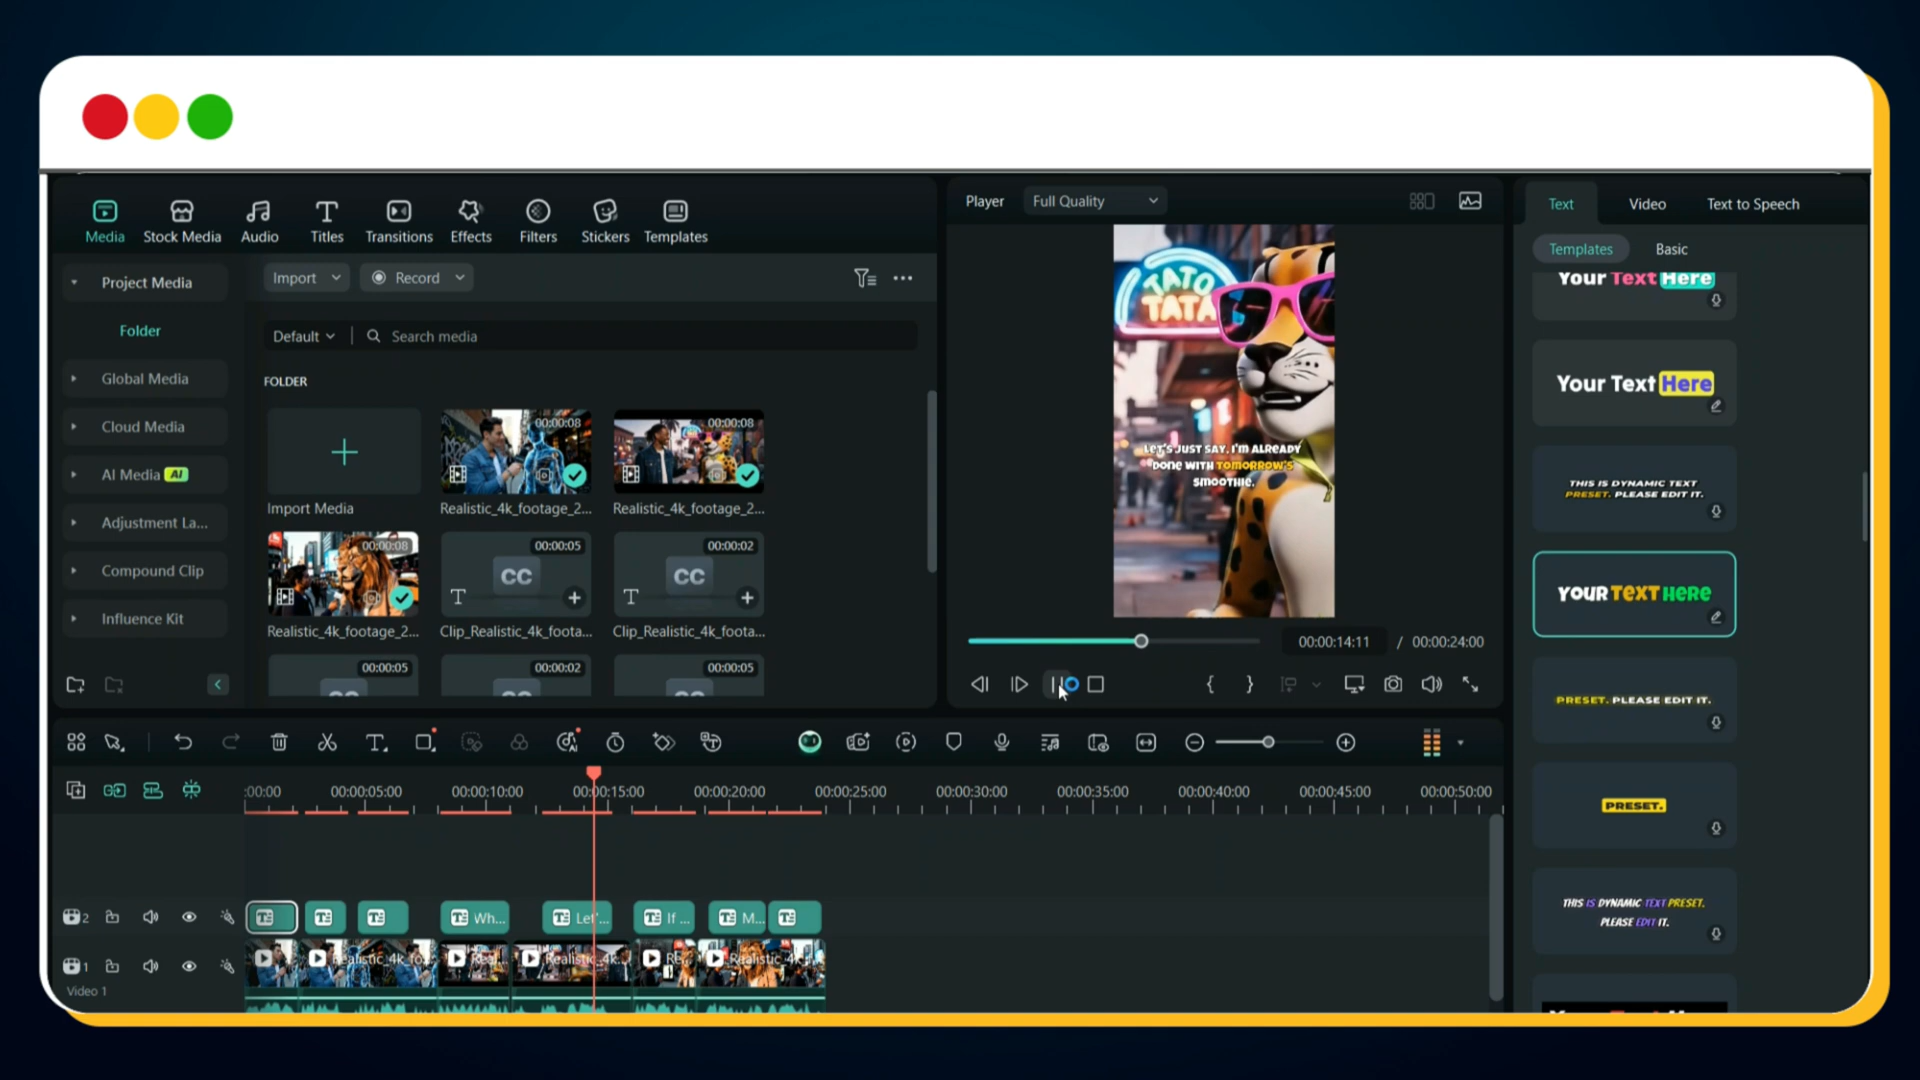 Media
Stock Media
Audio
Titles
Transitions
Effects
Filters
Stickers
Templates
Project Media
Folder
Global Media
Cloud Media
AI Media AI
Adjustment La...
Compound Clip
Influence Kit
Import
Record
Default
Search media
FOLDER
Import Media
00:00:08
Realistic_4k_footage_2...
00:00:08
Realistic_4k_footage_2...
00:00:08
Realistic_4k_footage_2...
00:00:05
CC
Clip_Realistic_4k_foota...
00:00:02
CC
Clip_Realistic_4k_foota...
00:00:05
00:00:02
00:00:05
Player
Full Quality
TATO
TATA
LET'S JUST SAY, I'M ALREADY
DONE WITH TOMORROW'S
SMOOTHIE.
00:00:14:11 / 00:00:24:00
Text
Video
Text to Speech
Templates
Basic
Your Text Here
Your Text Here
THIS IS DYNAMIC TEXT
PRESET. PLEASE EDIT IT.
YOUR TEXT HERE
PRESET. PLEASE EDIT IT.
PRESET.
THIS IS DYNAMIC TEXT PRESET.
PLEASE EDIT IT.
:00:00
00:00:05:00
00:00:10:00
00:00:15:00
00:00:20:00
00:00:25:00
00:00:30:00
00:00:35:00
00:00:40:00
00:00:45:00
00:00:50:00
2
Wh...
Let'...
If ...
M...
1
Realistic_4k_fo...
Real...
Realistic_4k...
Re...
Realistic_4k_f...
Video 1